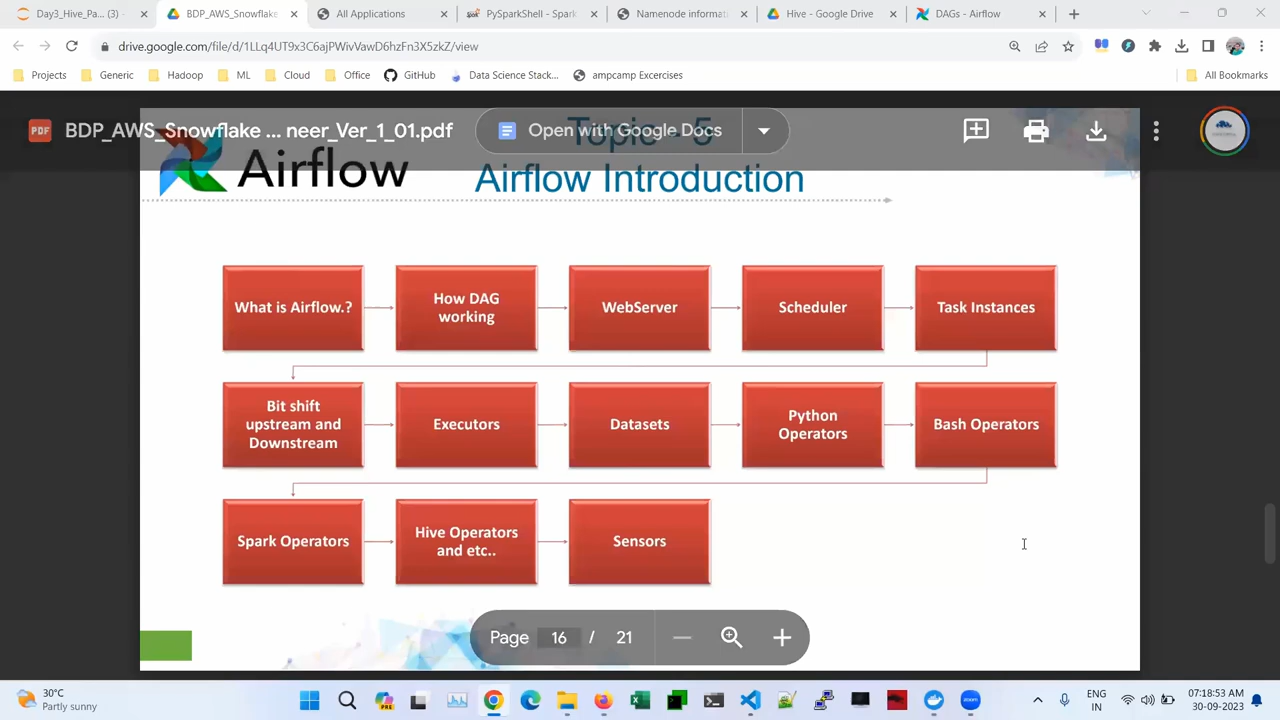 Day3_Hive_Pa... (3)
BDP_AWS_Snowflake
All Applications
PySparkShell - Spark
Namenode informati
Hive - Google Drive
DAGs - Airflow
drive.google.com/file/d/1LLq4UT9x3C6ajPWivVawD6hzFn3X5zkZ/view
Projects
Generic
Hadoop
ML
Cloud
Office
GitHub
Data Science Stack...
ampcamp Excercises
All Bookmarks
PDF
BDP_AWS_Snowflake ... neer_Ver_1_01.pdf
Open with Google Docs
Topic - 5
Airflow
Airflow Introduction
What is Airflow.?
How DAG
working
WebServer
Scheduler
Task Instances
Bit shift
upstream and
Downstream
Executors
Datasets
Python
Operators
Bash Operators
Spark Operators
Hive Operators
and etc..
Sensors
Page 16 / 21
30°C
Partly sunny
ENG
IN
07:18:53 AM
30-09-2023